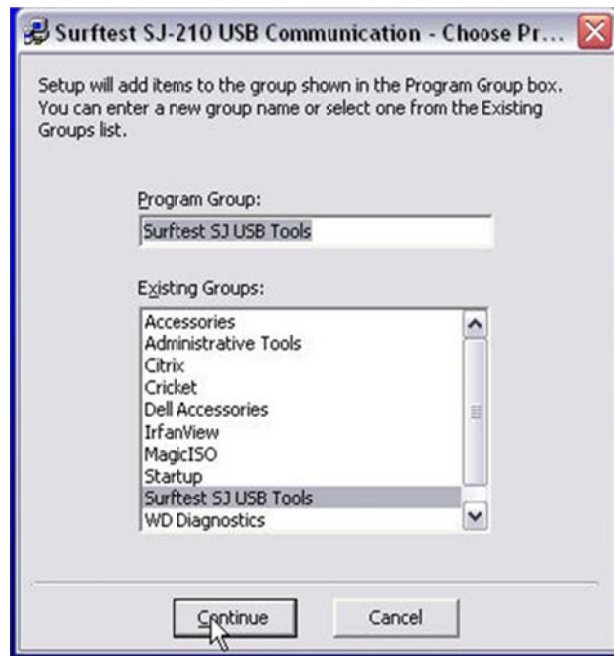 Surftest SJ-210 USB Communication - Choose Pr...
Setup will add items to the group shown in the Program Group box.
You can enter a new group name or select one from the Existing
Groups list.
Program Group:
Surftest SJ USB Tools
Existing Groups:
Accessories
Administrative Tools
Citrix
Cricket
Dell Accessories
IrfanView
MagicISO
Startup
Surftest SJ USB Tools
WD Diagnostics
Continue
Cancel